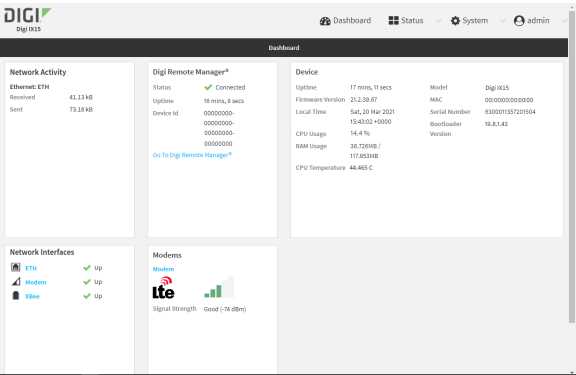 DIGI
Digi IX15
Dashboard
Status
System
admin
Dashboard
Network Activity
Ethernet: ETH
Received 41.13 kB
Sent 73.18 kB
Digi Remote Manager®
Status Connected
Uptime 16 mins, 9 secs
Device Id 00000000-
00000000-
00000000-
00000000
Go To Digi Remote Manager®
Device
Uptime 17 mins, 11 secs
Firmware Version 21.2.39.67
Local Time Sat, 20 Mar 2021
15:43:02 +0000
CPU Usage 14.4 %
RAM Usage 36.726MB /
117.953MB
CPU Temperature 44.465 C
Model Digi IX15
MAC 00:00:00:00:00:00
Serial Number 6300011357201504
Bootloader 19.8.1.43
Version
Network Interfaces
ETH Up
Modem Up
XBee Up
Modems
Modem
Lte
Signal Strength Good (-74 dBm)